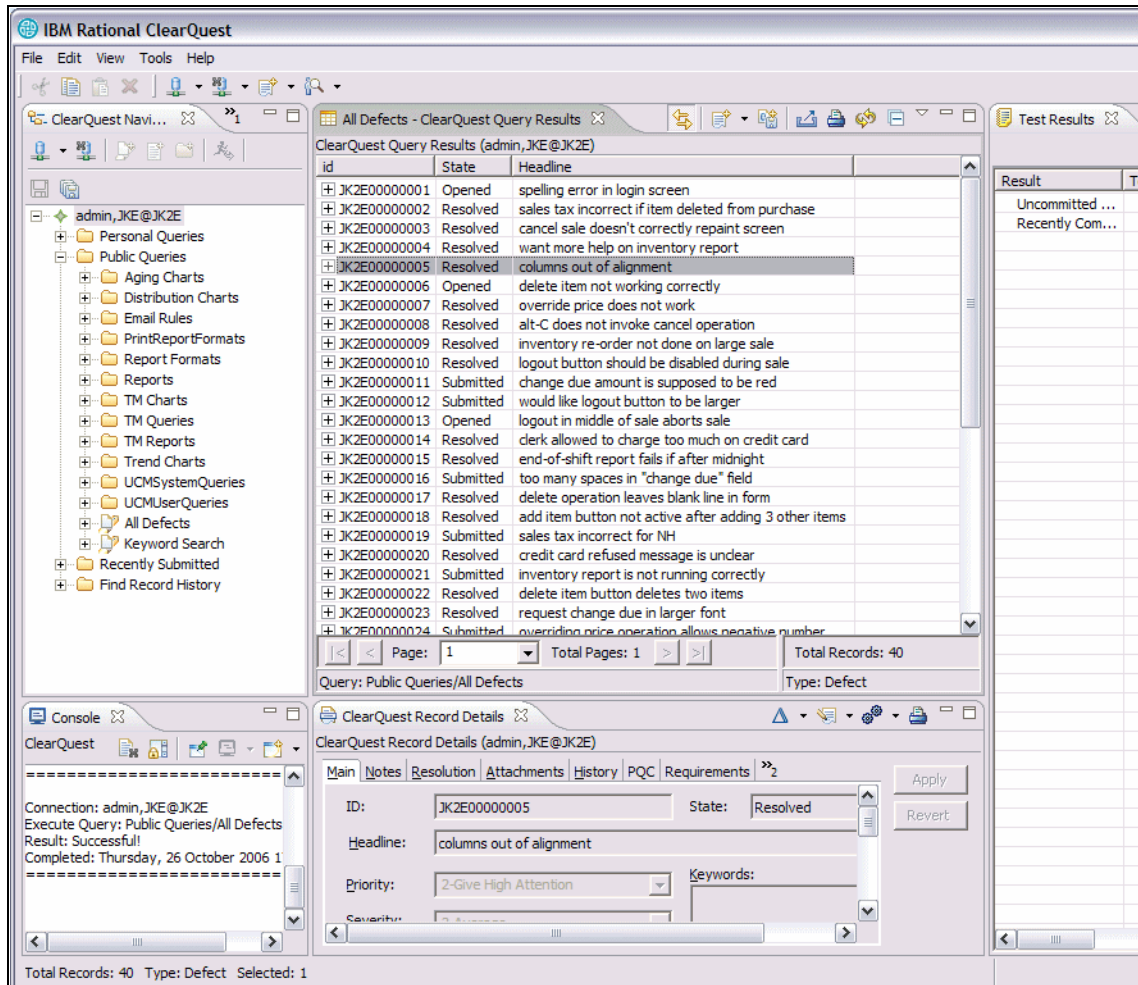 IBM Rational ClearQuest
File Edit View Tools Help
ClearQuest Navi... »1
admin,JKE@JK2E
Personal Queries
Public Queries
Aging Charts
Distribution Charts
Email Rules
PrintReportFormats
Report Formats
Reports
TM Charts
TM Queries
TM Reports
Trend Charts
UCMSystemQueries
UCMUserQueries
All Defects
Keyword Search
Recently Submitted
Find Record History
All Defects - ClearQuest Query Results
ClearQuest Query Results (admin,JKE@JK2E)
id State Headline
JK2E00000001 Opened spelling error in login screen
JK2E00000002 Resolved sales tax incorrect if item deleted from purchase
JK2E00000003 Resolved cancel sale doesn't correctly repaint screen
JK2E00000004 Resolved want more help on inventory report
JK2E00000005 Resolved columns out of alignment
JK2E00000006 Opened delete item not working correctly
JK2E00000007 Resolved override price does not work
JK2E00000008 Resolved alt-C does not invoke cancel operation
JK2E00000009 Resolved inventory re-order not done on large sale
JK2E00000010 Resolved logout button should be disabled during sale
JK2E00000011 Submitted change due amount is supposed to be red
JK2E00000012 Submitted would like logout button to be larger
JK2E00000013 Opened logout in middle of sale aborts sale
JK2E00000014 Resolved clerk allowed to charge too much on credit card
JK2E00000015 Resolved end-of-shift report fails if after midnight
JK2E00000016 Submitted too many spaces in "change due" field
JK2E00000017 Resolved delete operation leaves blank line in form
JK2E00000018 Resolved add item button not active after adding 3 other items
JK2E00000019 Submitted sales tax incorrect for NH
JK2E00000020 Resolved credit card refused message is unclear
JK2E00000021 Submitted inventory report is not running correctly
JK2E00000022 Resolved delete item button deletes two items
JK2E00000023 Resolved request change due in larger font
JK2E00000024 Submitted overriding price operation allows negative number
Page: 1 Total Pages: 1 Total Records: 40
Query: Public Queries/All Defects Type: Defect
Test Results
Result T
Uncommitted ...
Recently Com...
Console
ClearQuest
=========================
Connection: admin,JKE@JK2E
Execute Query: Public Queries/All Defects
Result: Successful!
Completed: Thursday, 26 October 2006 1
=========================
ClearQuest Record Details
ClearQuest Record Details (admin,JKE@JK2E)
Main Notes Resolution Attachments History PQC Requirements »2
ID: JK2E00000005 State: Resolved
Apply
Revert
Headline: columns out of alignment
Priority: 2-Give High Attention Keywords:
Severity: 3-Average
Total Records: 40 Type: Defect Selected: 1